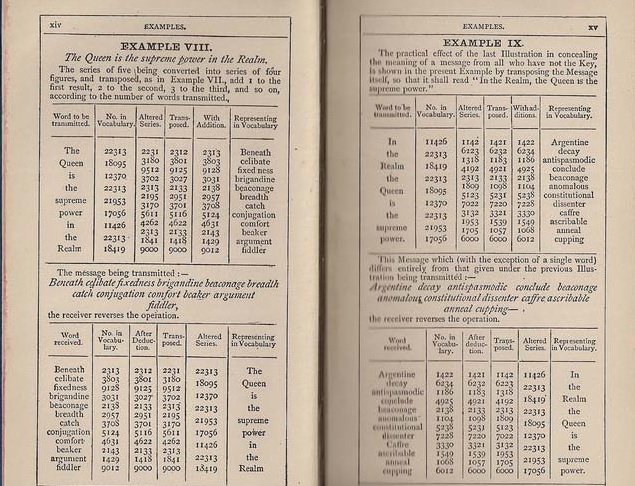 xiv
EXAMPLES.
EXAMPLE VIII.
The Queen is the supreme power in the Realm.
The series of five being converted into series of four
figures, and transposed, as in Example VII., add 1 to the
first result, 2 to the second, 3 to the third, and so on,
according to the number of words transmitted.
Word to be transmitted. No. in Vocabulary. Altered Series. Trans-posed. With Addition. Representing in Vocabulary
The 22313 2231 2312 2313 Beneath
Queen 18095 3180 3801 3803 celibate
9512 9125 9128 fixedness
is 12370 3702 3027 3031 brigandine
the 22313 2313 2133 2138 beaconage
supreme 21953 2195 2951 2957 breadth
3170 3701 3708 catch
power 17056 5611 5116 5124 conjugation
in 11426 4262 4622 4631 comfort
the 22313 2313 2133 2143 beaker
1841 1418 1429 argument
Realm 18419 9000 9000 9012 fiddler
The message being transmitted :—
Beneath celibate fixedness brigandine beaconage breadth
catch conjugation comfort beaker argument
fiddler,
the receiver reverses the operation.
Word received. No. in Vocabu-lary. After Deduc-tion. Trans-posed. Altered Series. Representing in Vocabulary
Beneath 2313 2312 2231 22313 The
celibate 3803 3801 3180 18095 Queen
fixedness 9128 9125 9512
brigandine 3031 3027 3702 12370 is
beaconage 2138 2133 2313 22313 the
breadth 2957 2951 2195 21953 supreme
catch 3708 3701 3170
conjugation 5124 5116 5611 17056 power
comfort 4631 4622 4262 11426 in
beaker 2143 2133 2313 22313 the
argument 1429 1418 1841
fiddler 9012 9000 9000 18419 Realm
EXAMPLES.
xv
EXAMPLE IX.
The practical effect of the last Illustration in concealing
the meaning of a message from all who have not the Key,
is shown in the present Example by transposing the Message
itself, so that it shall read "In the Realm, the Queen is the
supreme power."
Word to be transmitted. No. in Vocabulary. Altered Series. Trans-posed. With ad-ditions. Representing in Vocabulary.
In 11426 1142 1421 1422 Argentine
the 22313 6223 6232 6234 decay
1318 1183 1186 antispasmodic
Realm 18419 4192 4921 4925 conclude
the 22313 2313 2133 2138 beaconage
Queen 18095 1809 1098 1104 anomalous
5123 5231 5238 constitutional
is 12370 7022 7220 7228 dissenter
the 22313 3132 3321 3330 caffre
supreme 21953 1953 1539 1549 ascribable
1705 1057 1068 anneal
power. 17056 6000 6000 6012 cupping
This Message which (with the exception of a single word)
differs entirely from that given under the previous Illus-
tration being transmitted :—
Argentine decay antispasmodic conclude beaconage
anomalous constitutional dissenter caffre ascribable
anneal cupping— .
the receiver reverses the operation.
Word received. No. in Vocabu-lary. After deduc-tion. Trans-posed. Altered Series. Representing in Vocabulary.
Argentine 1422 1421 1142 11426 In
decay 6234 6232 6223 22313 the
antispasmodic 1186 1183 1318
conclude 4925 4921 4192 18419 Realm
beaconage 2138 2133 2313 22313 the
anomalous 1104 1098 1809 18095 Queen
constitutional 5238 5231 5123
dissenter 7228 7220 7022 12370 is
Caffre 3330 3321 3132 22313 the
ascribable 1549 1539 1953
anneal 1068 1057 1705 21953 supreme
cupping 6012 6000 6000 17056 power.